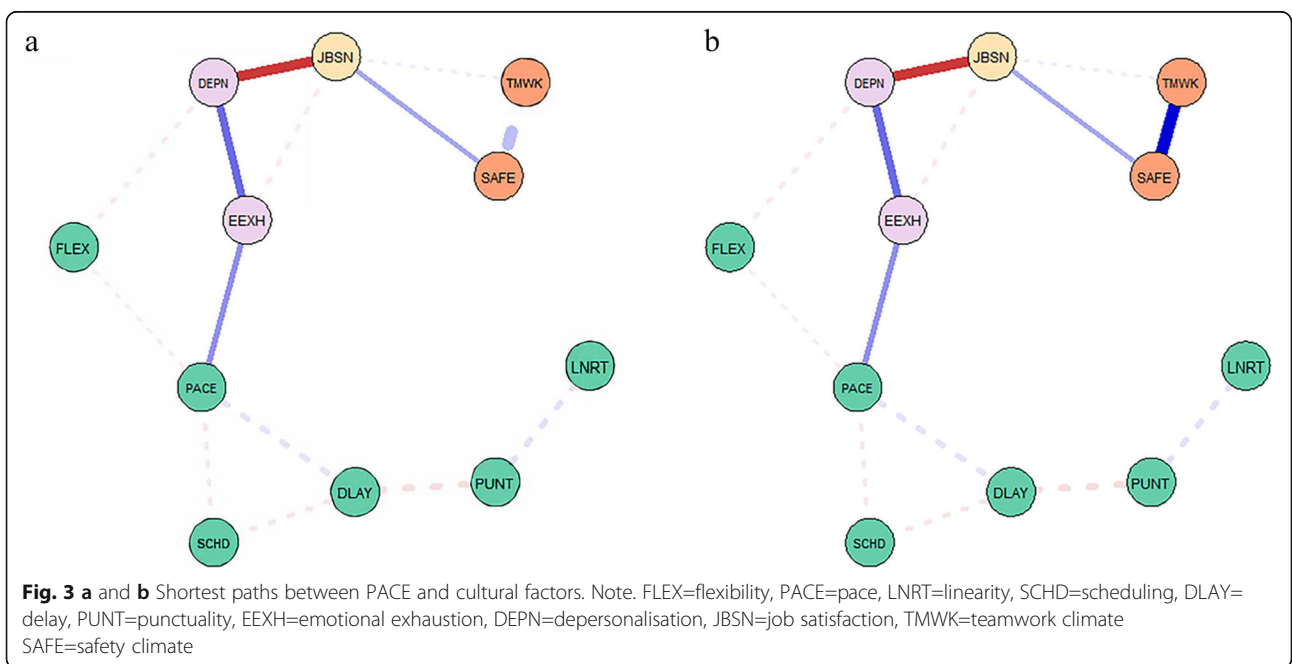 a
JBSN
DEPN
TMWK
SAFE
EEXH
FLEX
LNRT
PACE
PUNT
DLAY
SCHD
b
JBSN
DEPN
TMWK
SAFE
EEXH
FLEX
LNRT
PACE
PUNT
DLAY
SCHD
Fig. 3 a and b Shortest paths between PACE and cultural factors. Note. FLEX=flexibility, PACE=pace, LNRT=linearity, SCHD=scheduling, DLAY=
delay, PUNT=punctuality, EEXH=emotional exhaustion, DEPN=depersonalisation, JBSN=job satisfaction, TMWK=teamwork climate
SAFE=safety climate